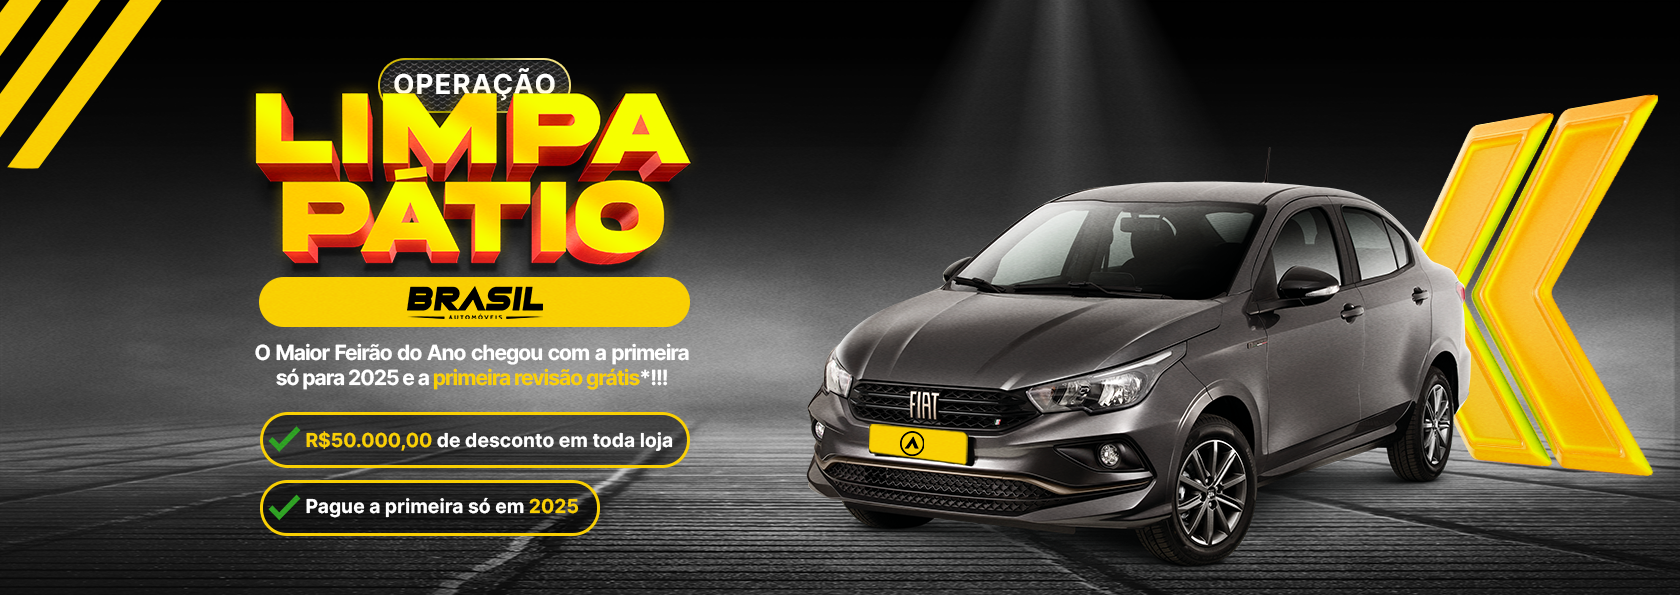 OPERAÇÃO
LIMPA
PÁTIO
BRASIL
AUTOMÓVEIS
O Maior Feirão do Ano chegou com a primeira
só para 2025 e a primeira revisão grátis*!!!
R$50.000,00 de desconto em toda loja
Pague a primeira só em 2025
FIAT